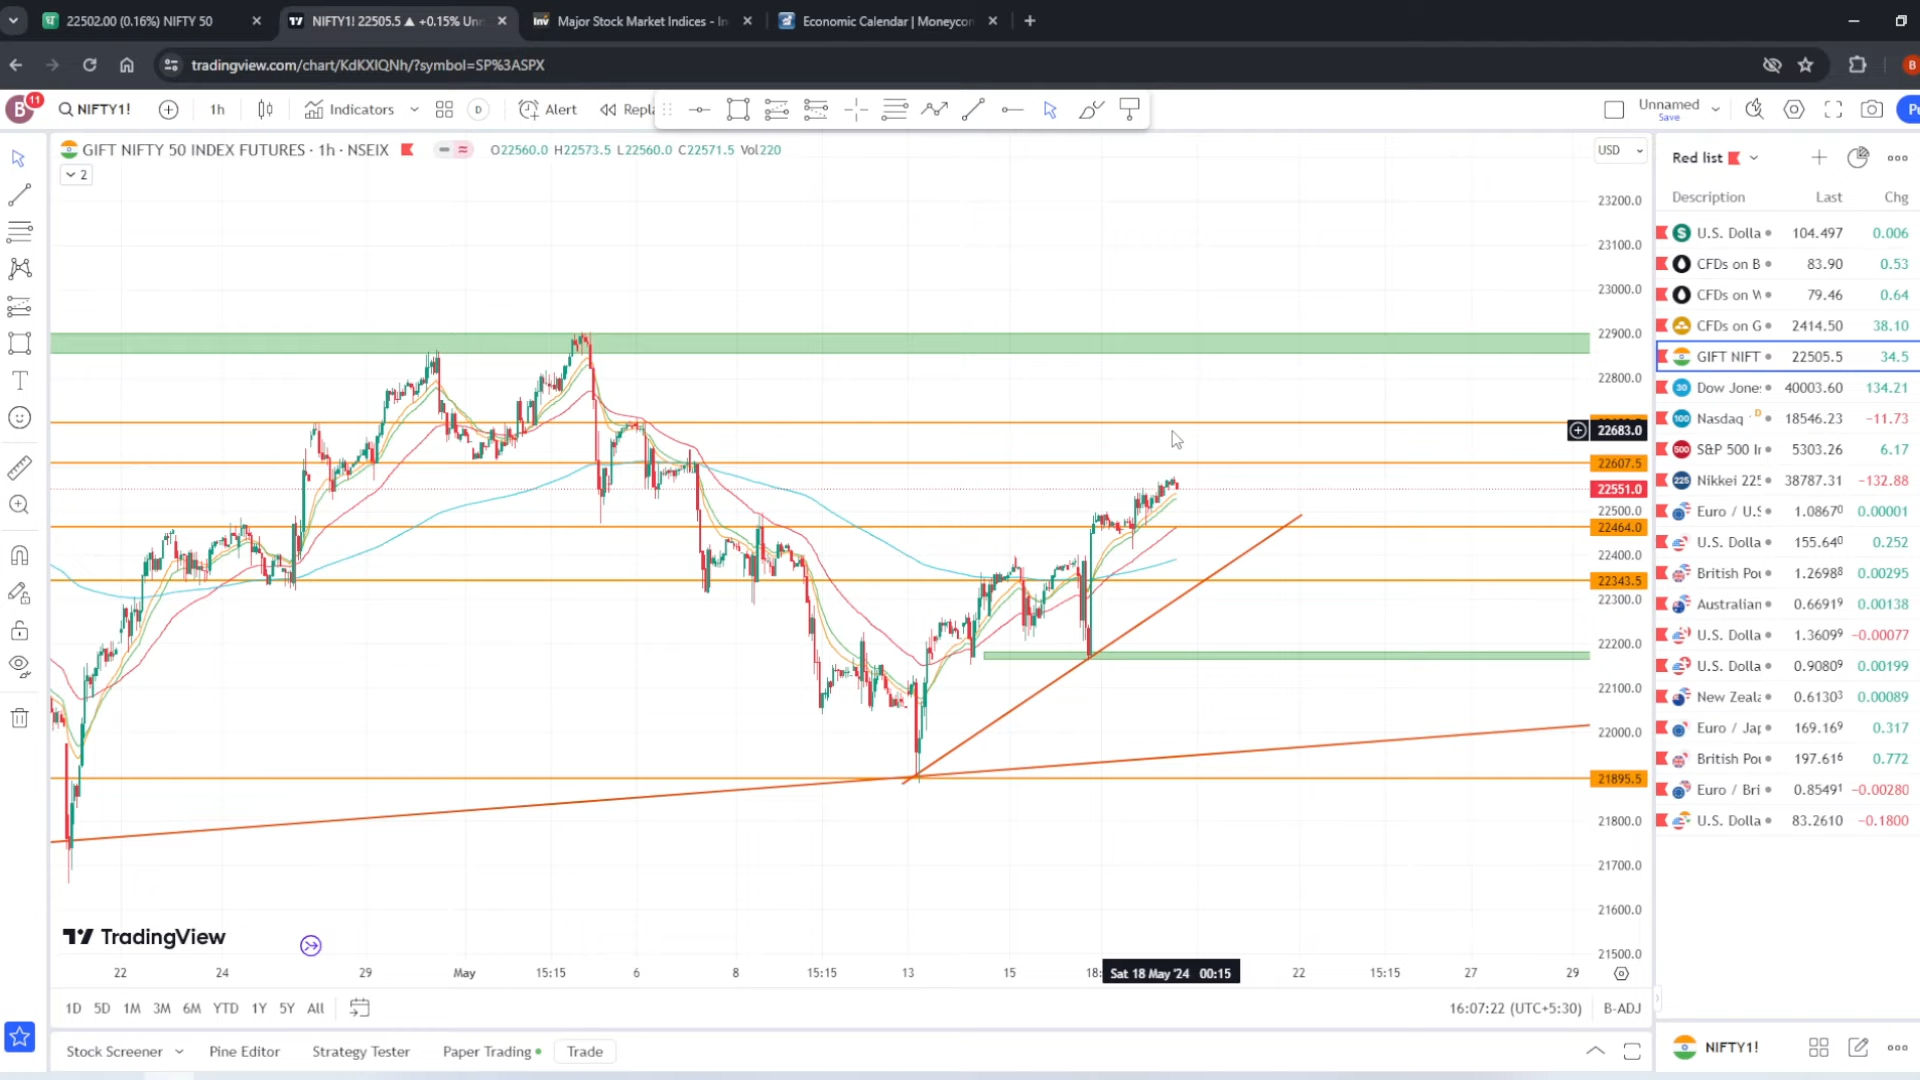 22502.00 (0.16%) NIFTY 50
NIFTY1! 22505.5 ▲ +0.15% Un
Major Stock Market Indices - In
Economic Calendar | Moneycon
tradingview.com/chart/KdKXlQNh/?symbol=SP%3ASPX
B
B 11
NIFTY1!
1h
Indicators
D
Alert
Repla
Unnamed
Save
Pu
GIFT NIFTY 50 INDEX FUTURES · 1h · NSEIX
O22560.0 H22573.5 L22560.0 C22571.5 Vol220
USD
2
23200.0
23100.0
23000.0
22900.0
22800.0
22683.0
22607.5
22551.0
22500.0
22464.0
22400.0
22343.5
22300.0
22200.0
22100.0
22000.0
21895.5
21800.0
21700.0
21600.0
21500.0
TradingView
22 24 29 May 15:15 6 8 15:15 13 15 18: Sat 18 May '24 00:15 22 15:15 27 29
1D 5D 1M 3M 6M YTD 1Y 5Y All
16:07:22 (UTC+5:30) B-ADJ
Stock Screener Pine Editor Strategy Tester Paper Trading Trade
Red list
Description Last Chg
U.S. Dolla 104.497 0.006
CFDs on B 83.90 0.53
CFDs on W 79.46 0.64
CFDs on G 2414.50 38.10
GIFT NIFT 22505.5 34.5
Dow Jone: 40003.60 134.21
Nasdaq D 18546.23 −11.73
S&P 500 Ir 5303.26 6.17
Nikkei 225 38787.31 −132.88
Euro / U.S 1.08670 0.00001
U.S. Dolla 155.640 0.252
British Pou 1.26988 0.00295
Australian 0.66919 0.00138
U.S. Dolla 1.36099 −0.00077
U.S. Dolla 0.90809 0.00199
New Zeala 0.61303 0.00089
Euro / Jap 169.169 0.317
British Pou 197.616 0.772
Euro / Bri 0.85491 −0.00280
U.S. Dolla 83.2610 −0.1800
NIFTY1!